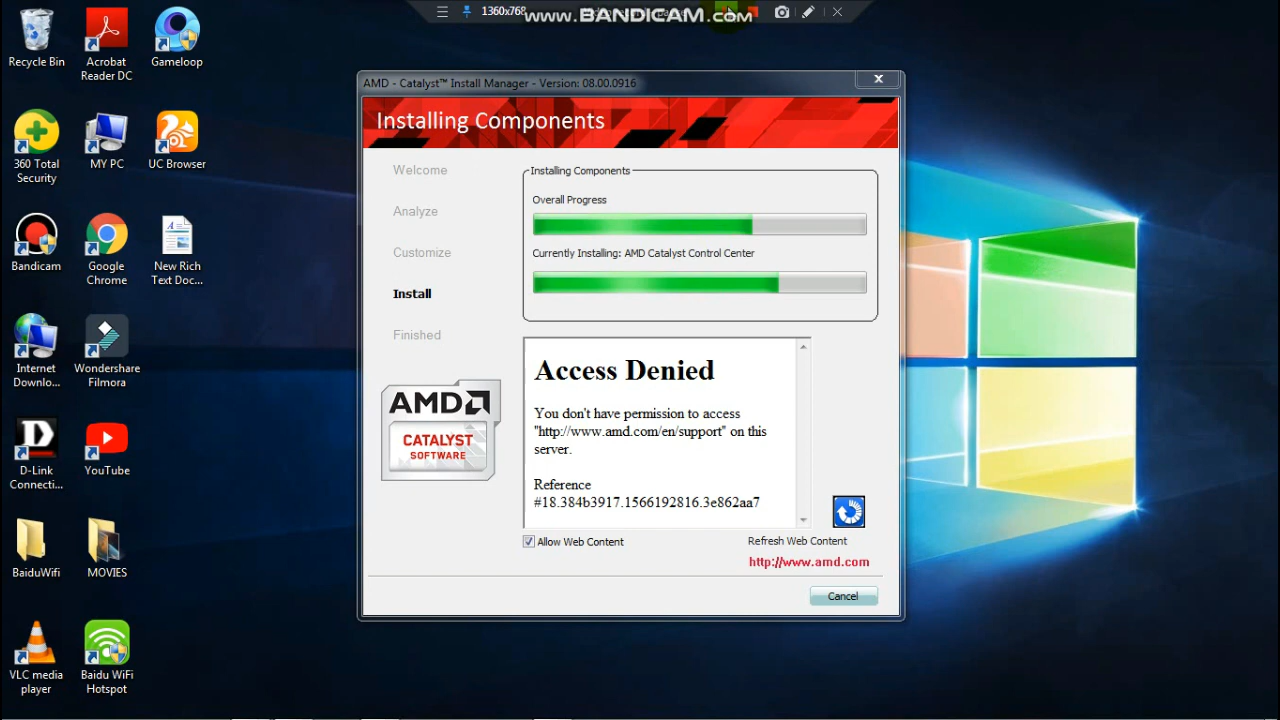 1360x768
www.BANDICAM.com
Recycle Bin
Acrobat
Reader DC
Gameloop
360 Total
Security
MY PC
UC Browser
Bandicam
Google
Chrome
New Rich
Text Doc...
Internet
Downlo...
Wondershare
Filmora
D-Link
Connecti...
YouTube
BaiduWifi
MOVIES
VLC media
player
Baidu WiFi
Hotspot
AMD - Catalyst™ Install Manager - Version: 08.00.0916
Installing Components
Welcome
Analyze
Customize
Install
Finished
AMD
CATALYST
SOFTWARE
Installing Components
Overall Progress
Currently Installing: AMD Catalyst Control Center
Access Denied
You don't have permission to access
"http://www.amd.com/en/support" on this
server.
Reference
#18.384b3917.1566192816.3e862aa7
Allow Web Content
Refresh Web Content
http://www.amd.com
Cancel